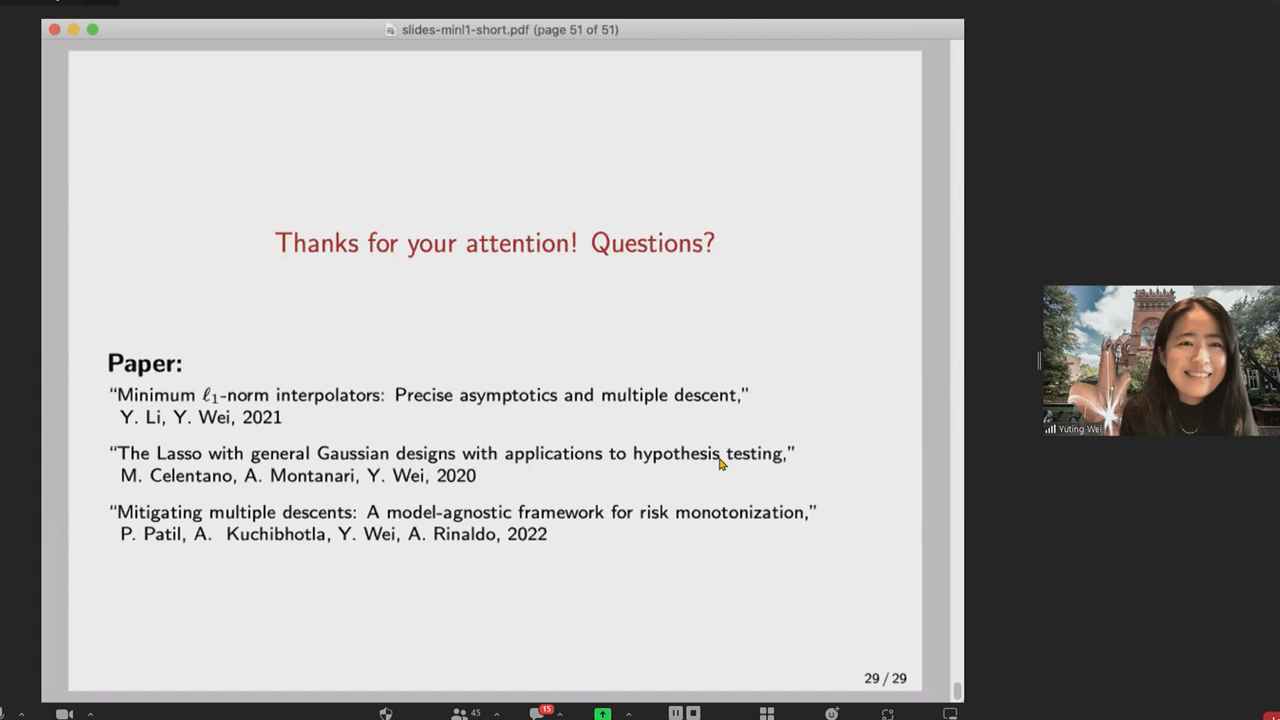 slides-minl1-short.pdf (page 51 of 51)
Thanks for your attention! Questions?
Paper:
“Minimum ℓ1-norm interpolators: Precise asymptotics and multiple descent,”
Y. Li, Y. Wei, 2021
“The Lasso with general Gaussian designs with applications to hypothesis testing,”
M. Celentano, A. Montanari, Y. Wei, 2020
“Mitigating multiple descents: A model-agnostic framework for risk monotonization,”
P. Patil, A. Kuchibhotla, Y. Wei, A. Rinaldo, 2022
29 / 29
Yuting Wei
45
15